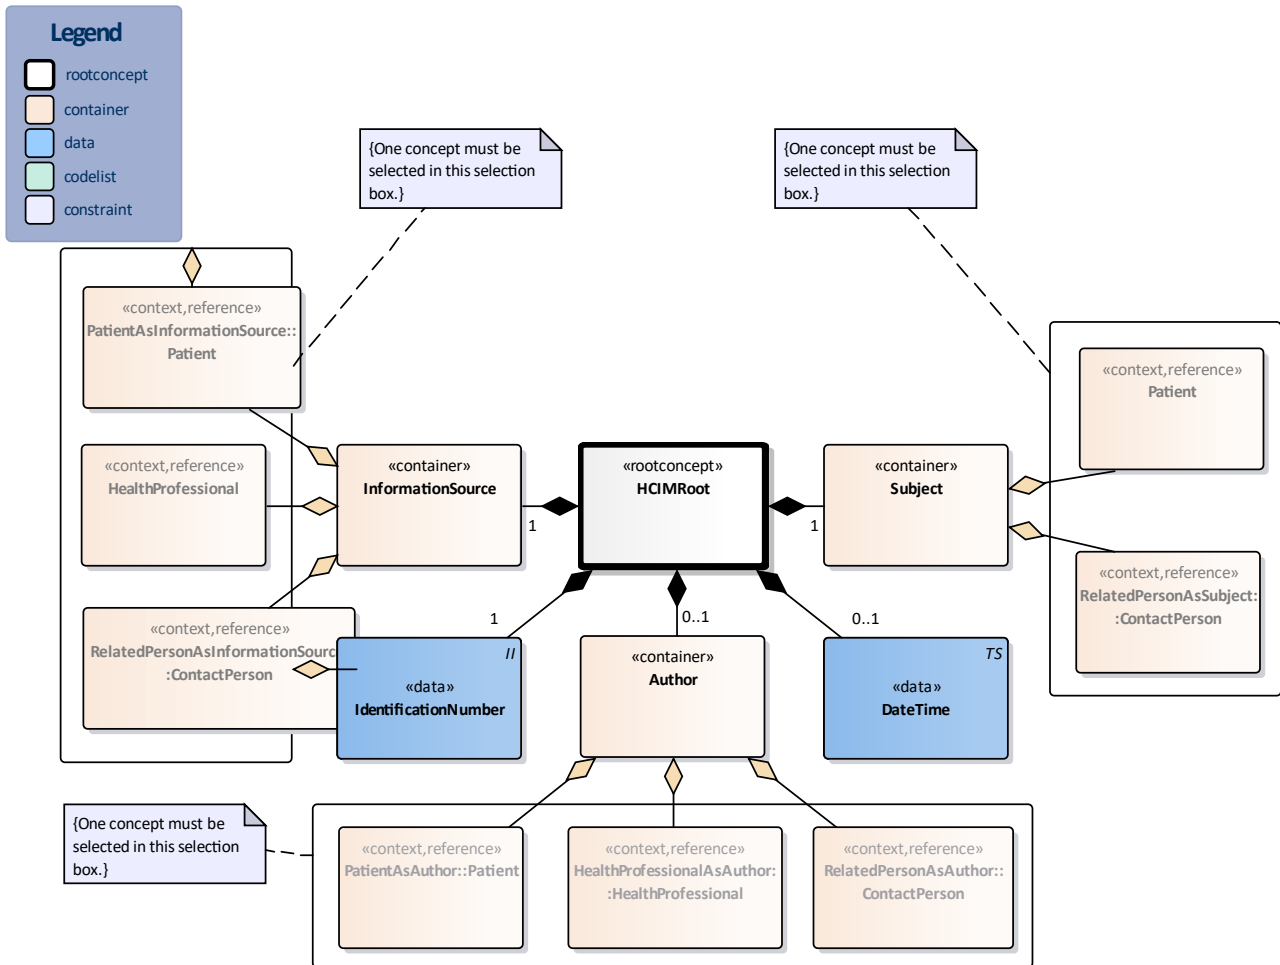 Legend
rootconcept
container
data
codelist
constraint
{One concept must be
selected in this selection
box.}
{One concept must be
selected in this selection
box.}
«context,reference»
PatientAsInformationSource::
Patient
«context,reference»
HealthProfessional
«context,reference»
RelatedPersonAsInformationSourc
:ContactPerson
«container»
InformationSource
1
«rootconcept»
HCIMRoot
1
«container»
Subject
«context,reference»
Patient
«context,reference»
RelatedPersonAsSubject:
:ContactPerson
1
0..1
0..1
II
«data»
IdentificationNumber
«container»
Author
TS
«data»
DateTime
{One concept must be
selected in this selection
box.}
«context,reference»
PatientAsAuthor::Patient
«context,reference»
HealthProfessionalAsAuthor:
:HealthProfessional
«context,reference»
RelatedPersonAsAuthor::
ContactPerson